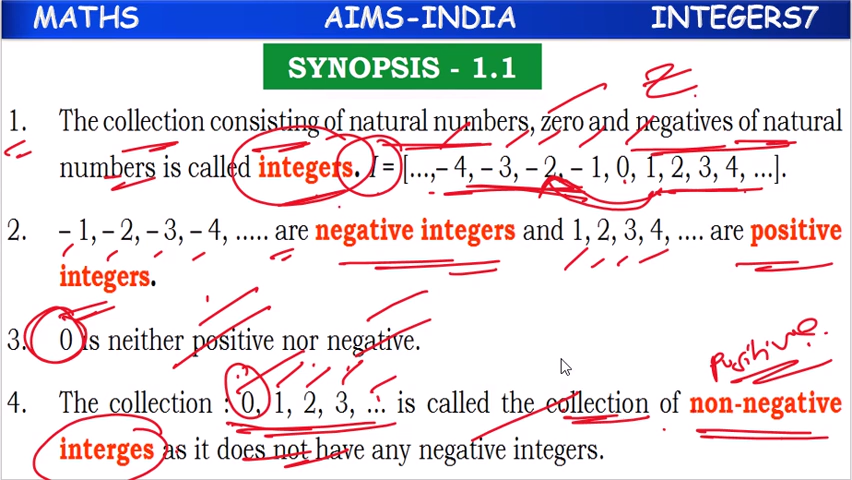 MATHS AIMS-INDIA INTEGERS7
SYNOPSIS - 1.1
Z
1. The collection consisting of natural numbers, zero and negatives of natural
numbers is called integers. I = [...,– 4, – 3, – 2, – 1, 0, 1, 2, 3, 4, ...].
2. – 1, – 2, – 3, – 4, ..... are negative integers and 1, 2, 3, 4, .... are positive
integers.
3. 0 is neither positive nor negative.
positive
4. The collection : 0, 1, 2, 3, ... is called the collection of non-negative
interges as it does not have any negative integers.